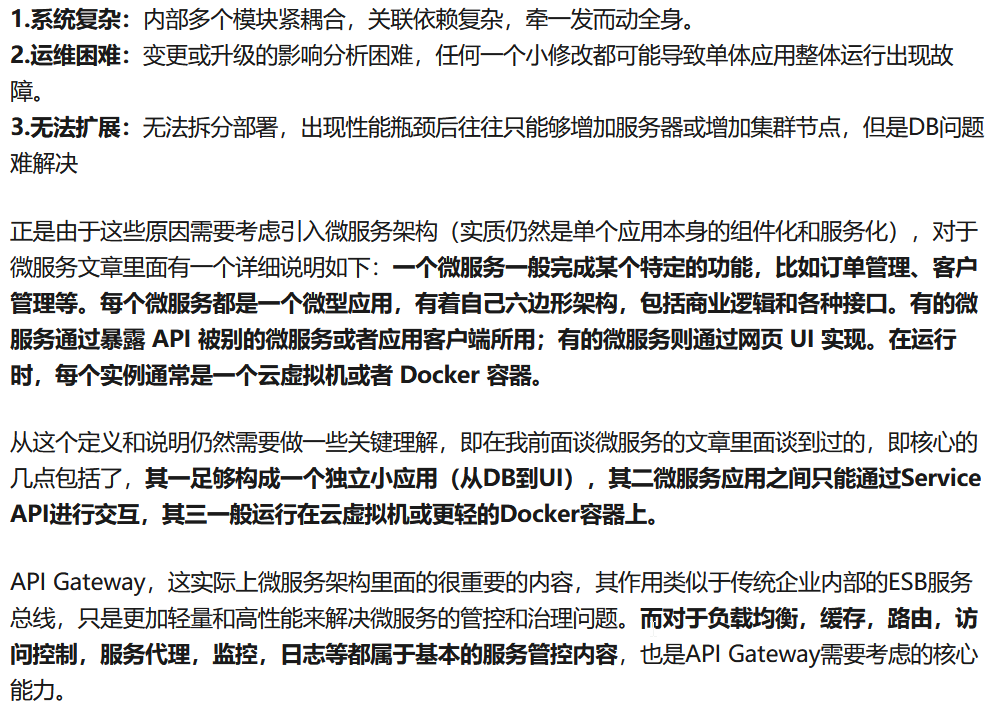 1.系统复杂：内部多个模块紧耦合，关联依赖复杂，牵一发而动全身。
2.运维困难：变更或升级的影响分析困难，任何一个小修改都可能导致单体应用整体运行出现故
障。
3.无法扩展：无法拆分部署，出现性能瓶颈后往往只能够增加服务器或增加集群节点，但是DB问题
难解决
正是由于这些原因需要考虑引入微服务架构（实质仍然是单个应用本身的组件化和服务化），对于
微服务文章里面有一个详细说明如下：一个微服务一般完成某个特定的功能，比如订单管理、客户
管理等。每个微服务都是一个微型应用，有着自己六边形架构，包括商业逻辑和各种接口。有的微
服务通过暴露 API 被别的微服务或者应用客户端所用；有的微服务则通过网页 UI 实现。在运行
时，每个实例通常是一个云虚拟机或者 Docker 容器。
从这个定义和说明仍然需要做一些关键理解，即在我前面谈微服务的文章里面谈到过的，即核心的
几点包括了，其一足够构成一个独立小应用（从DB到UI），其二微服务应用之间只能通过Service
API进行交互，其三一般运行在云虚拟机或更轻的Docker容器上。
API Gateway，这实际上微服务架构里面的很重要的内容，其作用类似于传统企业内部的ESB服务
总线，只是更加轻量和高性能来解决微服务的管控和治理问题。而对于负载均衡，缓存，路由，访
问控制，服务代理，监控，日志等都属于基本的服务管控内容，也是API Gateway需要考虑的核心
能力。